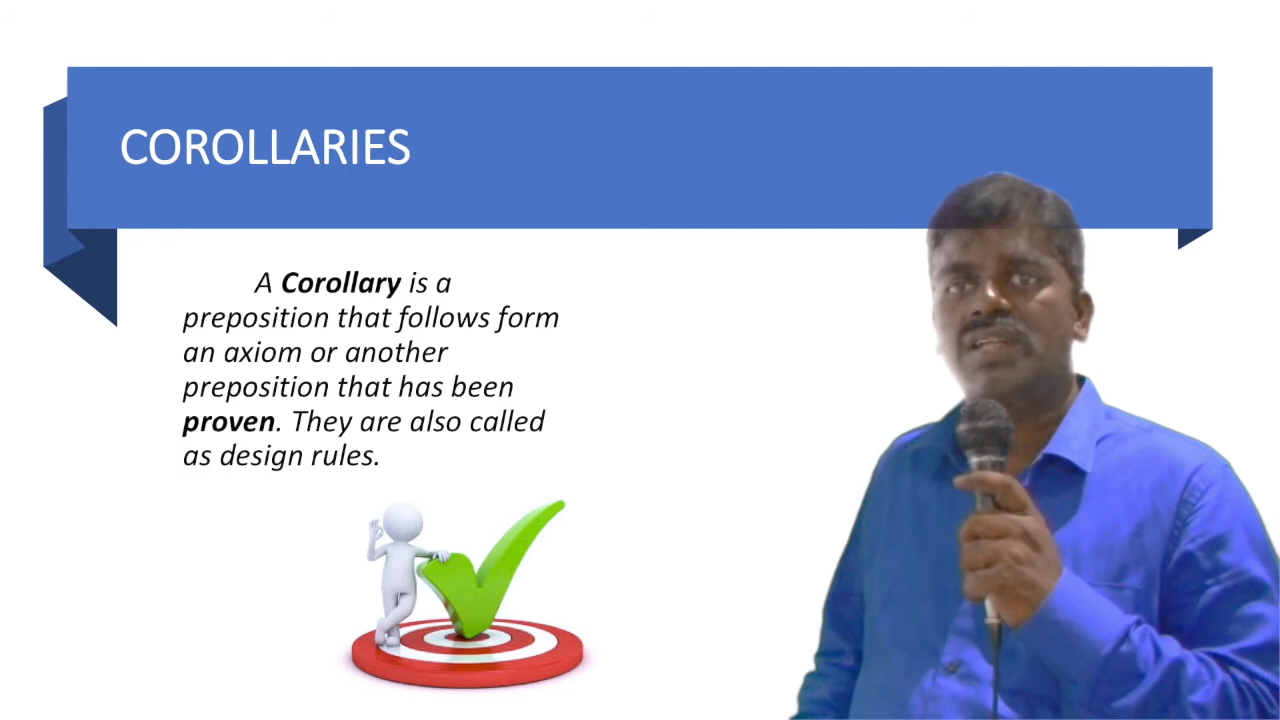 COROLLARIES
A Corollary is a
preposition that follows form
an axiom or another
preposition that has been
proven. They are also called
as design rules.